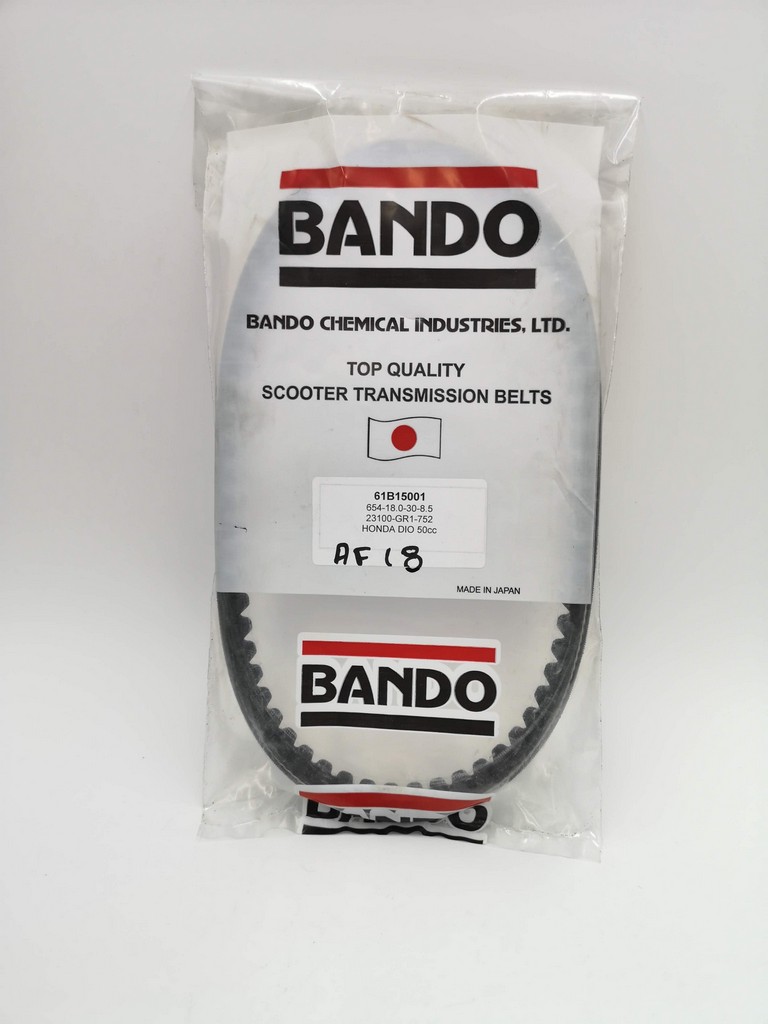 BANDO
BANDO CHEMICAL INDUSTRIES, LTD.
TOP QUALITY
SCOOTER TRANSMISSION BELTS
61B15001
654-18.0-30-8.5
23100-GR1-752
HONDA DIO 50cc
AF18
MADE IN JAPAN
BANDO
BANDO